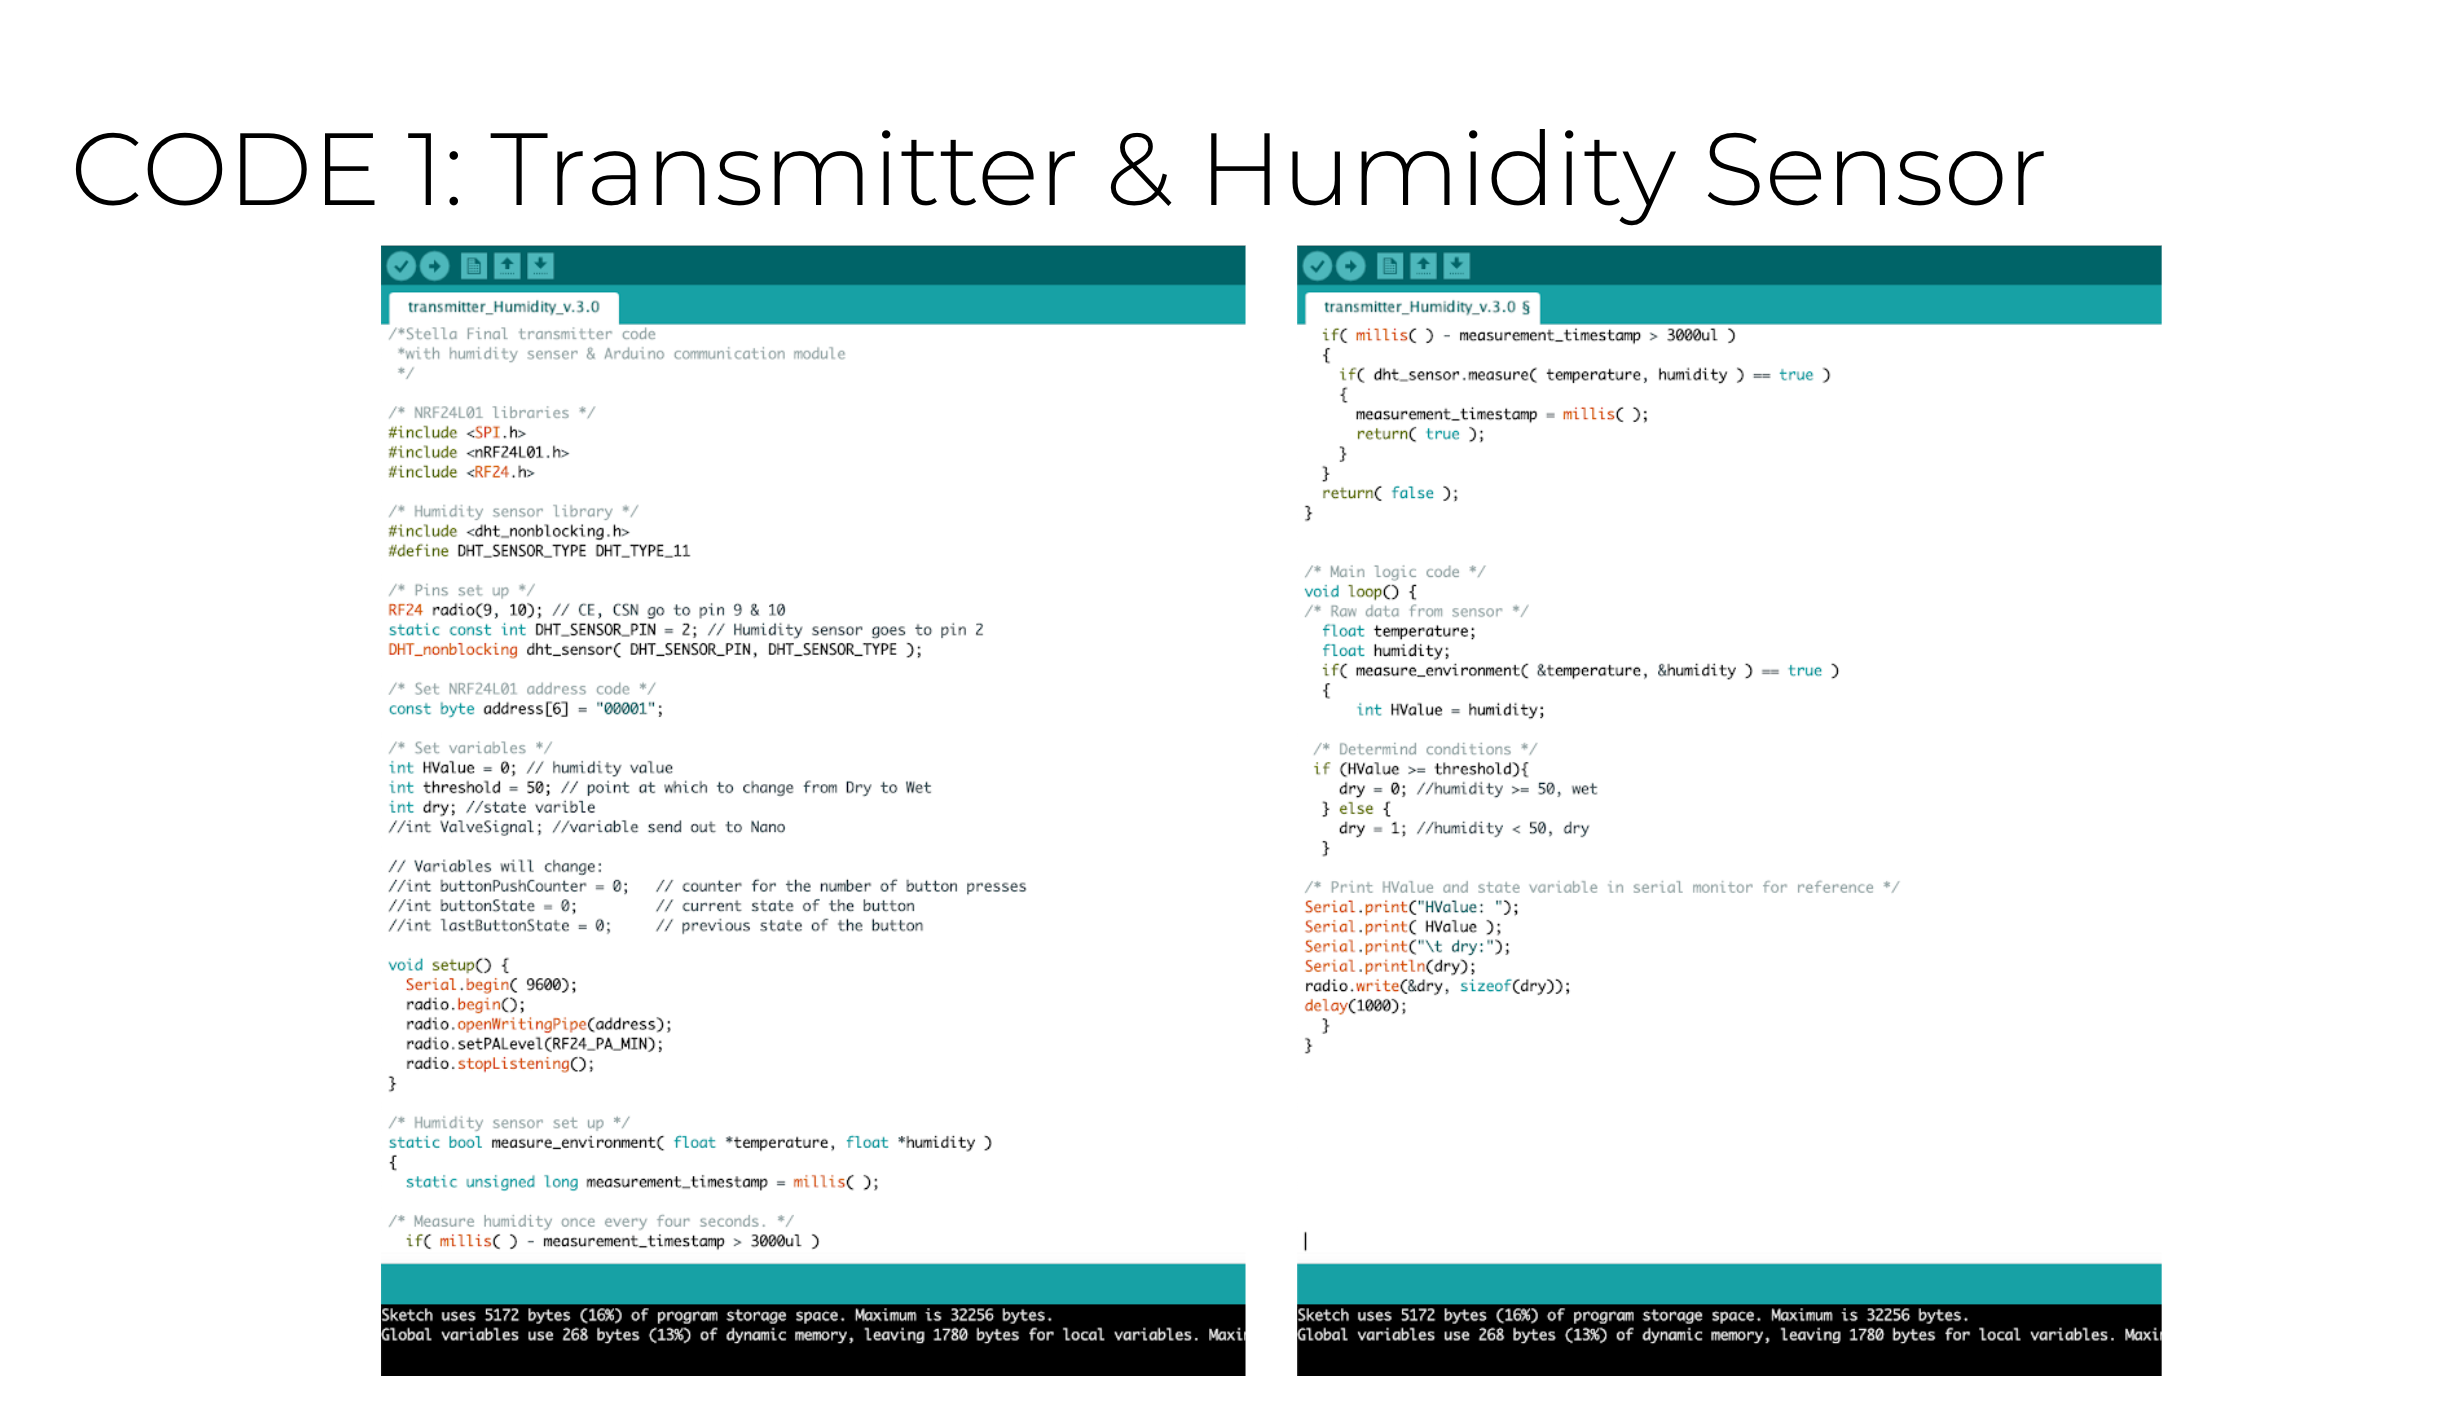 CODE 1: Transmitter & Humidity Sensor
transmitter_Humidity_v.3.0
/*Stella Final transmitter code
 *with humidity senser & Arduino communication module
 */

/* NRF24L01 libraries */
#include <SPI.h>
#include <nRF24L01.h>
#include <RF24.h>

/* Humidity sensor library */
#include <dht_nonblocking.h>
#define DHT_SENSOR_TYPE DHT_TYPE_11

/* Pins set up */
RF24 radio(9, 10); // CE, CSN go to pin 9 & 10
static const int DHT_SENSOR_PIN = 2; // Humidity sensor goes to pin 2
DHT_nonblocking dht_sensor( DHT_SENSOR_PIN, DHT_SENSOR_TYPE );

/* Set NRF24L01 address code */
const byte address[6] = "00001";

/* Set variables */
int HValue = 0; // humidity value
int threshold = 50; // point at which to change from Dry to Wet
int dry; //state varible
//int ValveSignal; //variable send out to Nano

// Variables will change:
//int buttonPushCounter = 0;   // counter for the number of button presses
//int buttonState = 0;         // current state of the button
//int lastButtonState = 0;     // previous state of the button

void setup() {
  Serial.begin( 9600);
  radio.begin();
  radio.openWritingPipe(address);
  radio.setPALevel(RF24_PA_MIN);
  radio.stopListening();
}

/* Humidity sensor set up */
static bool measure_environment( float *temperature, float *humidity )
{
  static unsigned long measurement_timestamp = millis( );

/* Measure humidity once every four seconds. */
  if( millis( ) - measurement_timestamp > 3000ul )
Sketch uses 5172 bytes (16%) of program storage space. Maximum is 32256 bytes.
Global variables use 268 bytes (13%) of dynamic memory, leaving 1780 bytes for local variables. Maxi
transmitter_Humidity_v.3.0 §
  if( millis( ) - measurement_timestamp > 3000ul )
  {
    if( dht_sensor.measure( temperature, humidity ) == true )
    {
      measurement_timestamp = millis( );
      return( true );
    }
  }
  return( false );
}

/* Main logic code */
void loop() {
/* Raw data from sensor */
  float temperature;
  float humidity;
  if( measure_environment( &temperature, &humidity ) == true )
  {
      int HValue = humidity;

 /* Determind conditions */
 if (HValue >= threshold){
    dry = 0; //humidity >= 50, wet
  } else {
    dry = 1; //humidity < 50, dry
  }

/* Print HValue and state variable in serial monitor for reference */
Serial.print("HValue: ");
Serial.print( HValue );
Serial.print("\t dry:");
Serial.println(dry);
radio.write(&dry, sizeof(dry));
delay(1000);
  }
}
Sketch uses 5172 bytes (16%) of program storage space. Maximum is 32256 bytes.
Global variables use 268 bytes (13%) of dynamic memory, leaving 1780 bytes for local variables. Maxi